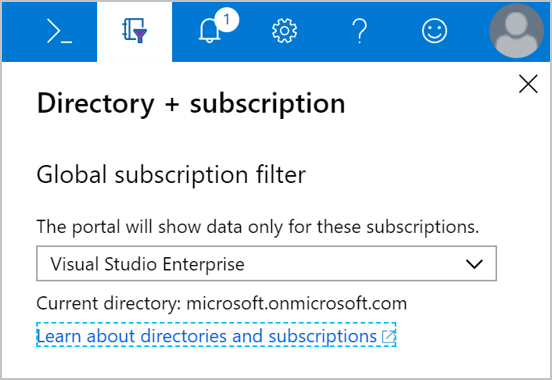 1
Directory + subscription
Global subscription filter
The portal will show data only for these subscriptions.
Visual Studio Enterprise
Current directory: microsoft.onmicrosoft.com
Learn about directories and subscriptions